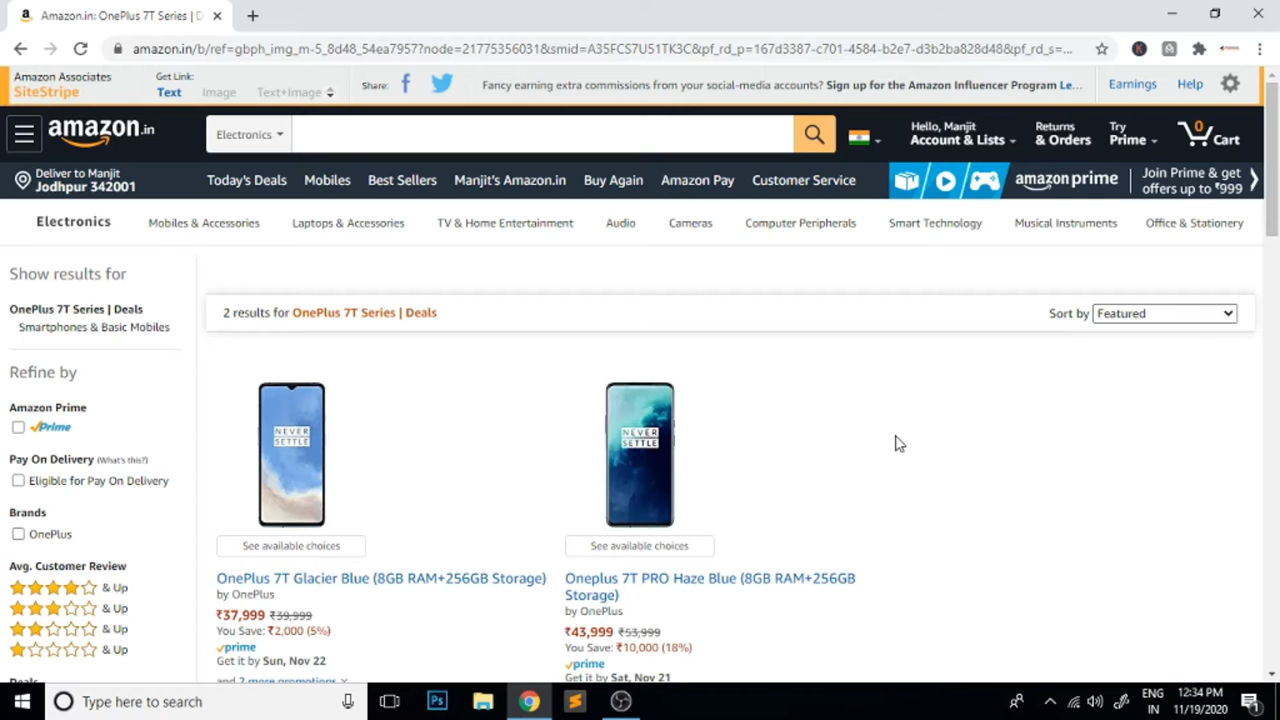 Amazon.in: OnePlus 7T Series | D
amazon.in/b/ref=gbph_img_m-5_8d48_54ea7957?node=21775356031&smid=A35FCS7U51TK3C&pf_rd_p=167d3387-c701-4584-b2e7-d3b2ba828d48&pf_rd_s=...
Amazon Associates
SiteStripe
Get Link:
Text Image Text+Image
Share:
Fancy earning extra commissions from your social-media accounts? Sign up for the Amazon Influencer Program Le...
Earnings Help
amazon.in
Electronics
Hello, Manjit
Account & Lists
Returns
& Orders
Try
Prime
0
Cart
Deliver to Manjit
Jodhpur 342001
Today's Deals Mobiles Best Sellers Manjit's Amazon.in Buy Again Amazon Pay Customer Service
amazon prime
Join Prime & get
offers up to ₹999
Electronics Mobiles & Accessories Laptops & Accessories TV & Home Entertainment Audio Cameras Computer Peripherals Smart Technology Musical Instruments Office & Stationery
Show results for
OnePlus 7T Series | Deals
Smartphones & Basic Mobiles
Refine by
Amazon Prime
Prime
Pay On Delivery (What's this?)
Eligible for Pay On Delivery
Brands
OnePlus
Avg. Customer Review
& Up
& Up
& Up
& Up
Deals
2 results for OnePlus 7T Series | Deals
Sort by Featured
NEVER
SETTLE
See available choices
OnePlus 7T Glacier Blue (8GB RAM+256GB Storage)
by OnePlus
₹37,999 ₹39,999
You Save: ₹2,000 (5%)
prime
Get it by Sun, Nov 22
and 2 more promotions
NEVER
SETTLE
See available choices
Oneplus 7T PRO Haze Blue (8GB RAM+256GB
Storage)
by OnePlus
₹43,999 ₹53,999
You Save: ₹10,000 (18%)
prime
Get it by Sat, Nov 21
Type here to search
Ps
ENG
IN
12:34 PM
11/19/2020
1